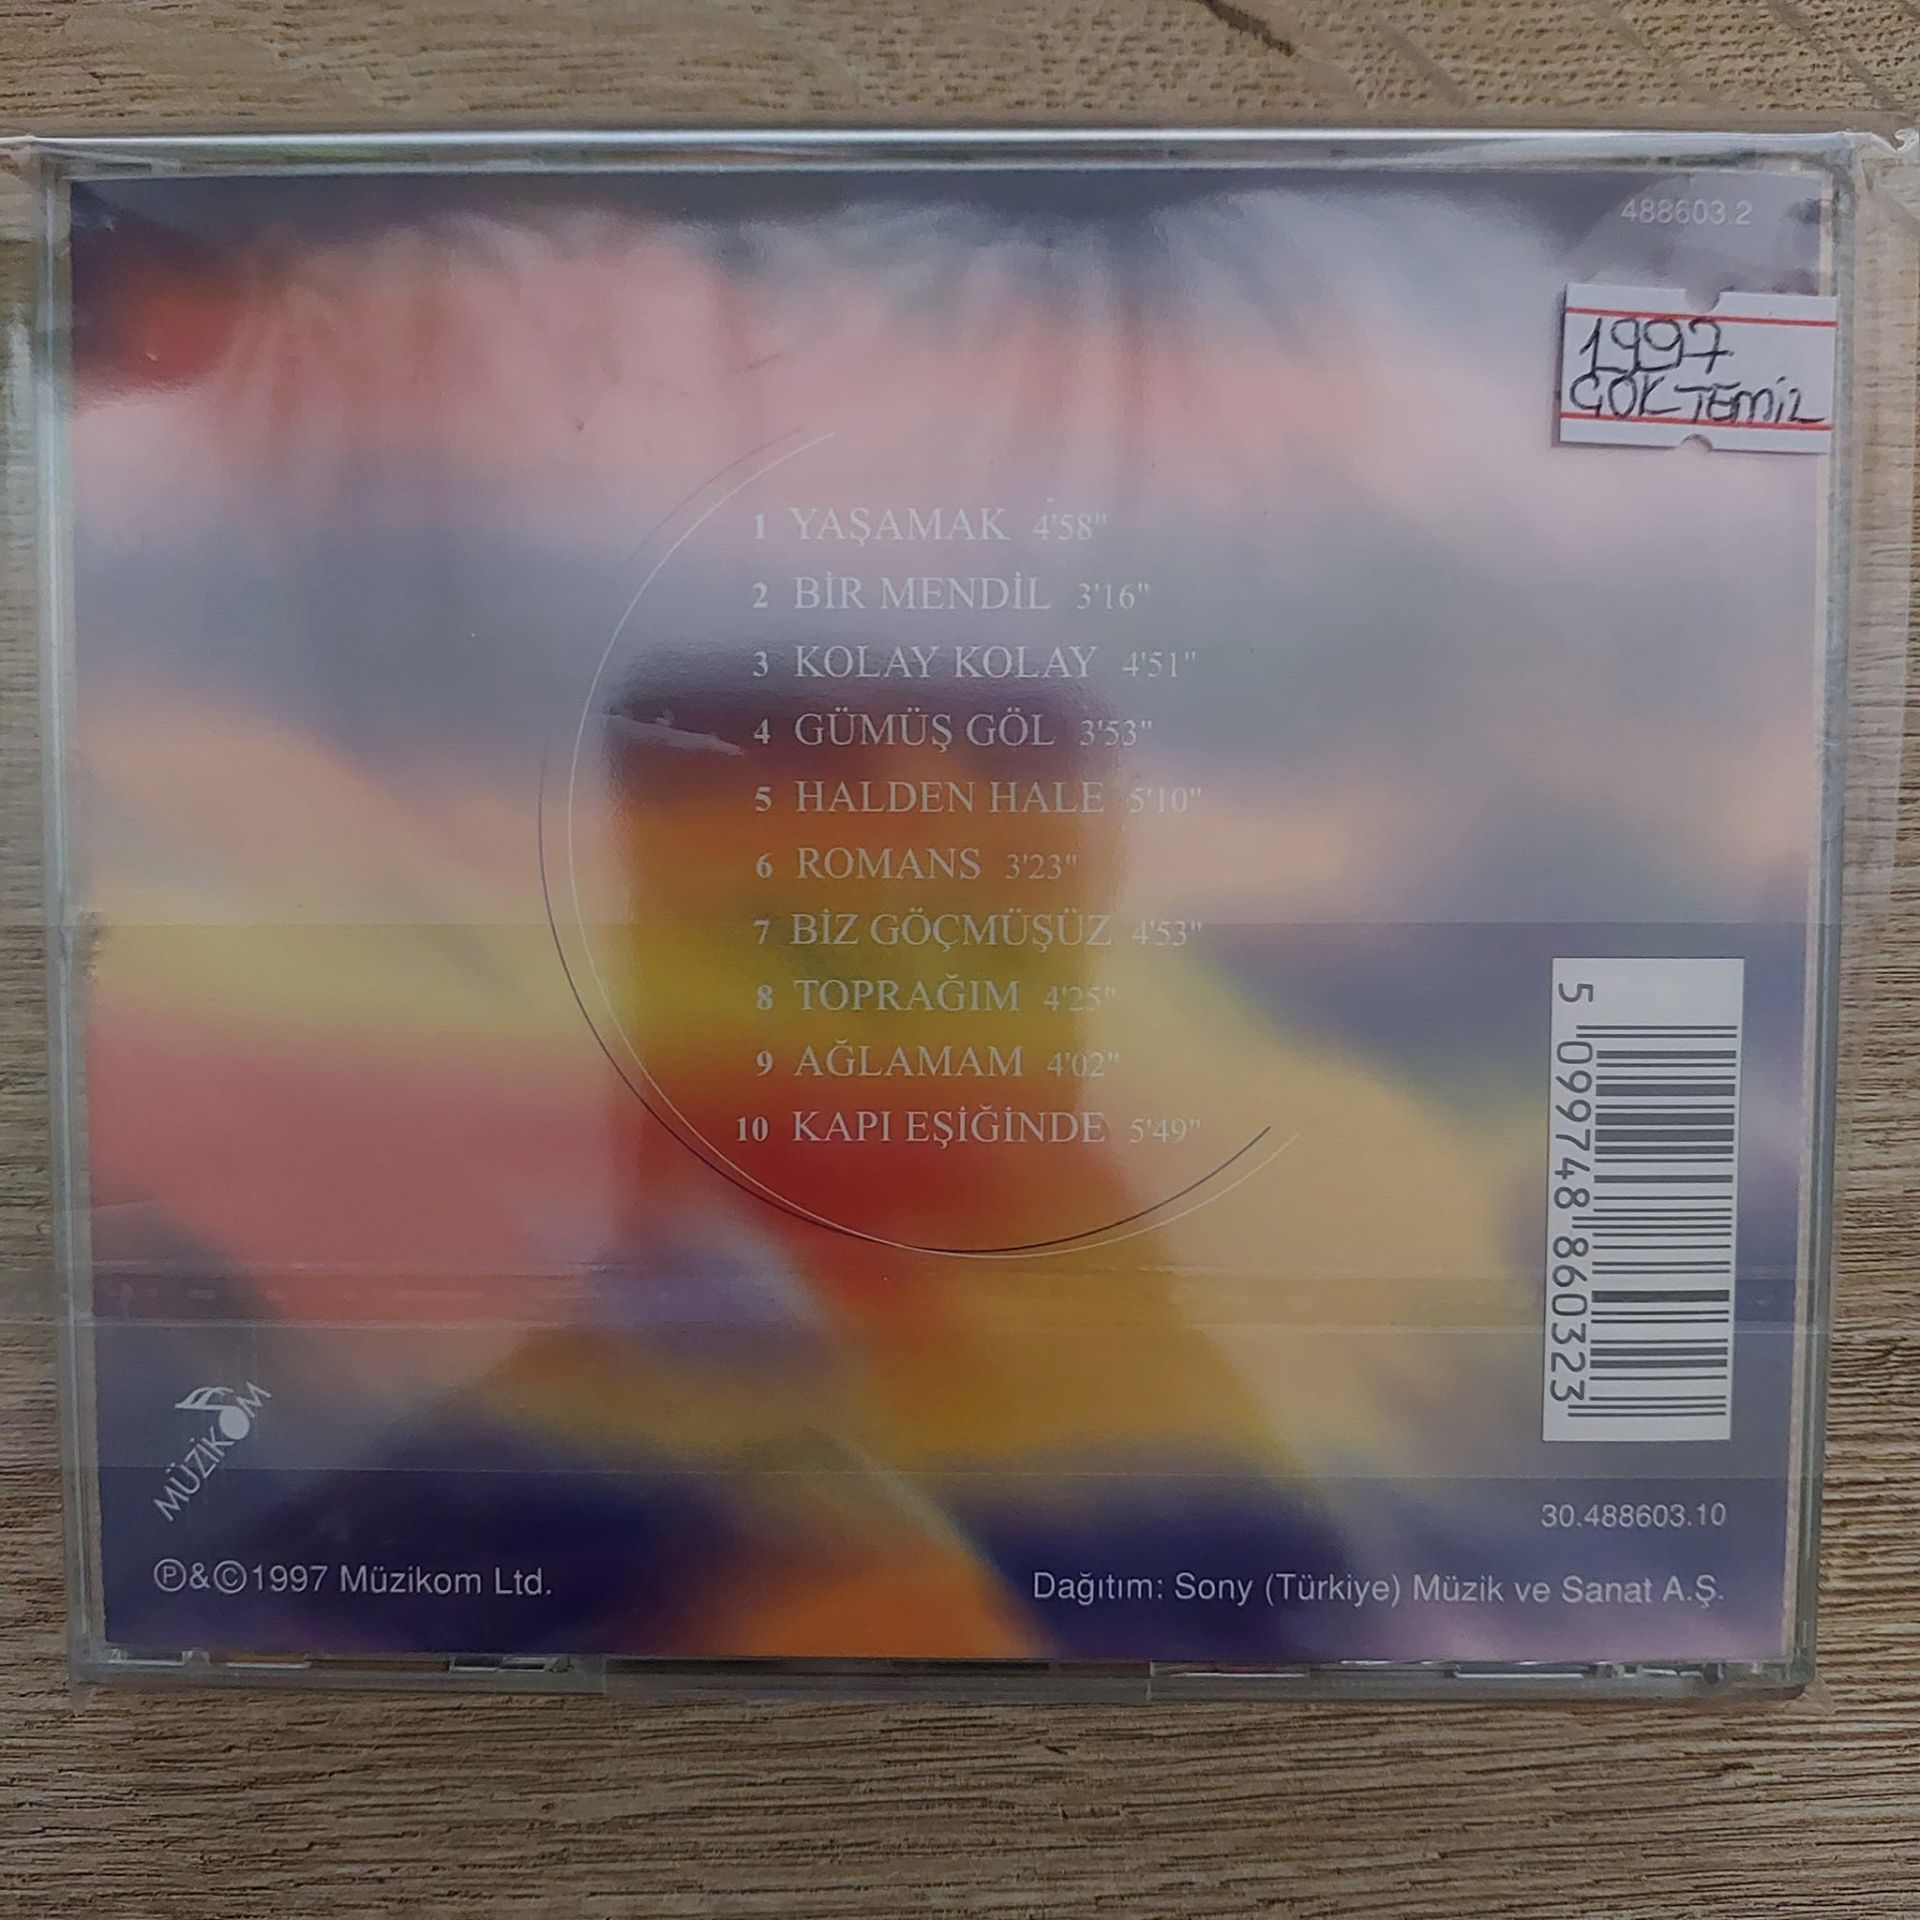 488603.2
1997
ÇOK TEMİZ
1 YAŞAMAK 4'58"
2 BİR MENDİL 3'16"
3 KOLAY KOLAY 4'51"
4 GÜMÜŞ GÖL 3'53"
5 HALDEN HALE 5'10"
6 ROMANS 3'23"
7 BİZ GÖÇMÜŞÜZ 4'53"
8 TOPRAĞIM 4'25"
9 AĞLAMAM 4'02"
10 KAPI EŞİĞİNDE 5'49"
5 099748 860323
MÜZİKOM
30.488603.10
℗&©1997 Müzikom Ltd.
Dağıtım: Sony (Türkiye) Müzik ve Sanat A.Ş.